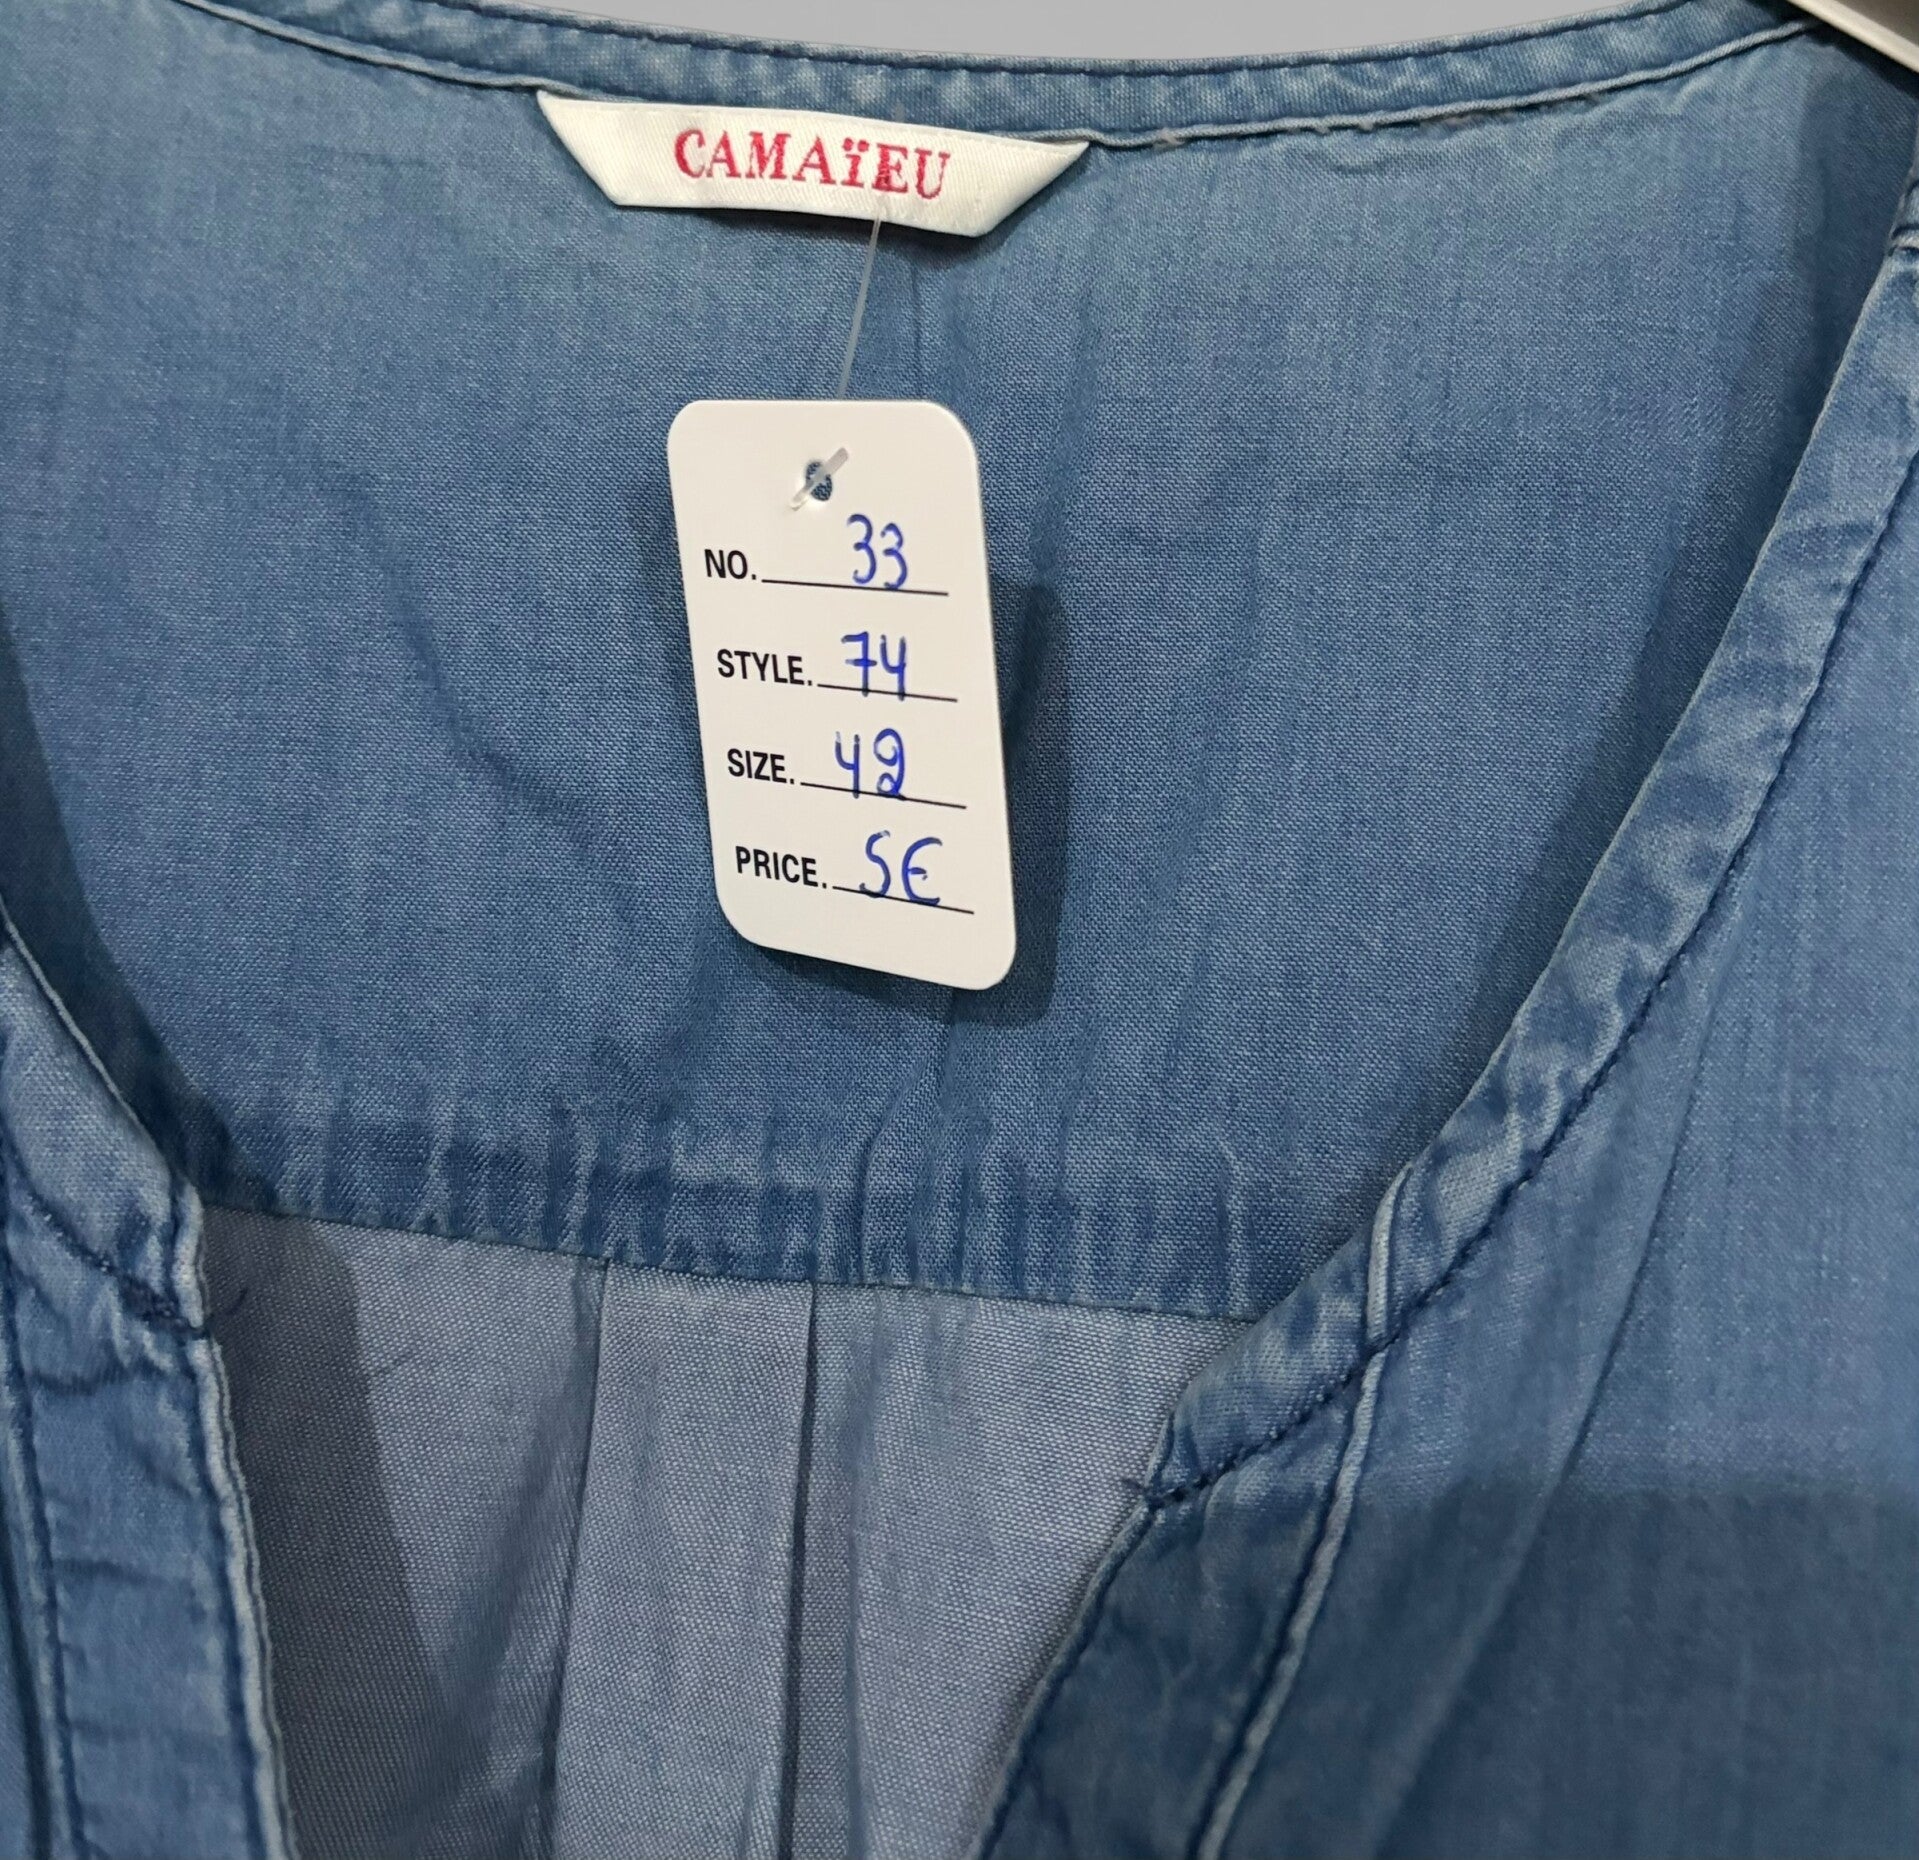 CAMAïEU
NO. 33
STYLE. 74
SIZE. 42
PRICE. 5€